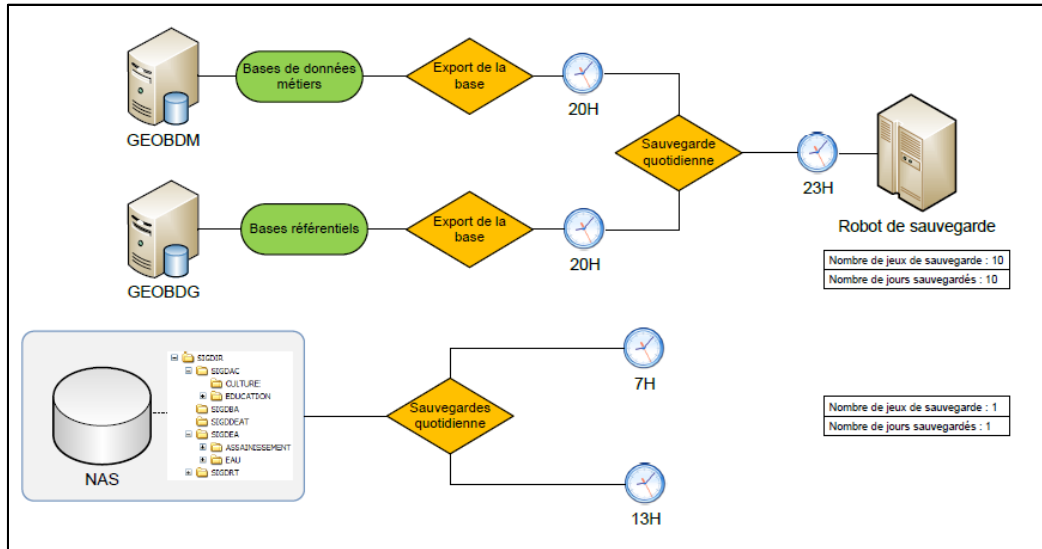 Bases de données
métiers
Export de la
base
20H
GEOBDM
Sauvegarde
quotidienne
23H
Robot de sauvegarde
Bases référentiels
Export de la
base
20H
GEOBDG
Nombre de jeux de sauvegarde : 10
Nombre de jours sauvegardés : 10
SIGDIR
SIGDAC
CULTURE
EDUCATION
SIGDBA
SIGDDEAT
SIGDEA
ASSAINISSEMENT
EAU
SIGDRT
NAS
Sauvegardes
quotidienne
7H
13H
Nombre de jeux de sauvegarde : 1
Nombre de jours sauvegardés : 1